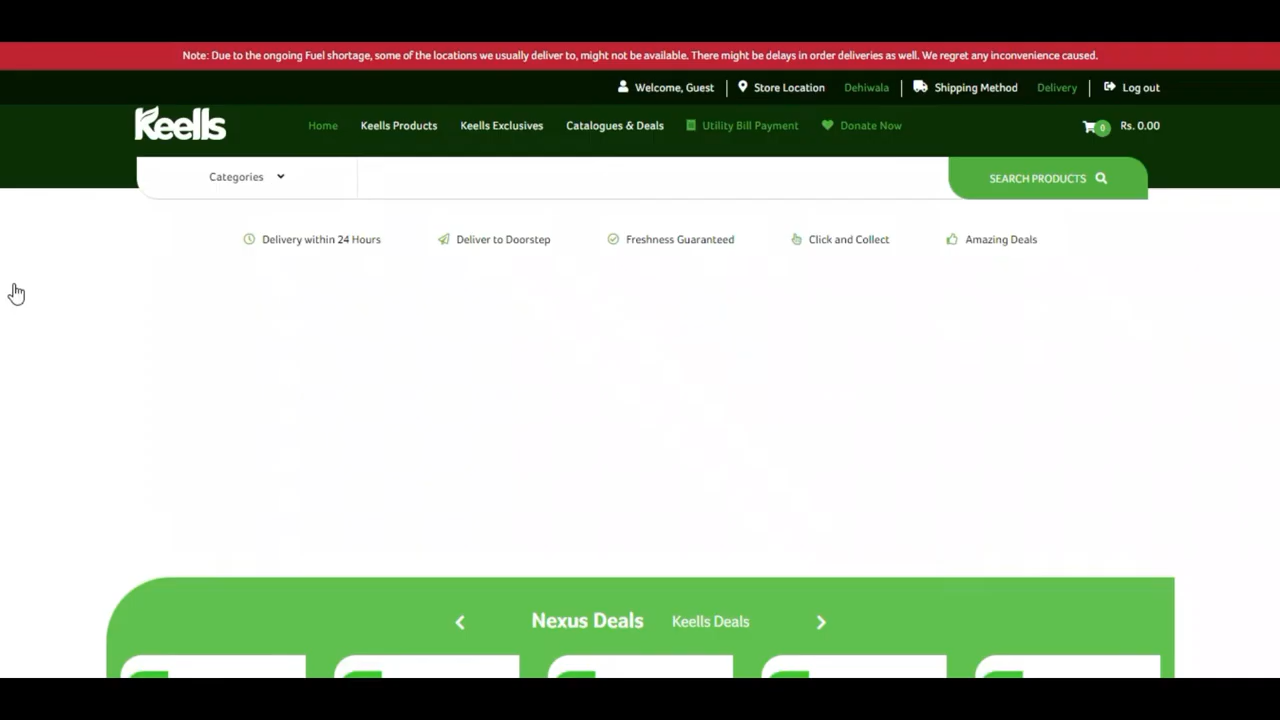 Note: Due to the ongoing Fuel shortage, some of the locations we usually deliver to, might not be available. There might be delays in order deliveries as well. We regret any inconvenience caused.
Welcome, Guest Store Location Dehiwala Shipping Method Delivery Log out
Keells Home Keells Products Keells Exclusives Catalogues & Deals Utility Bill Payment Donate Now 0 Rs. 0.00
Categories SEARCH PRODUCTS
Delivery within 24 Hours Deliver to Doorstep Freshness Guaranteed Click and Collect Amazing Deals
Nexus Deals Keells Deals